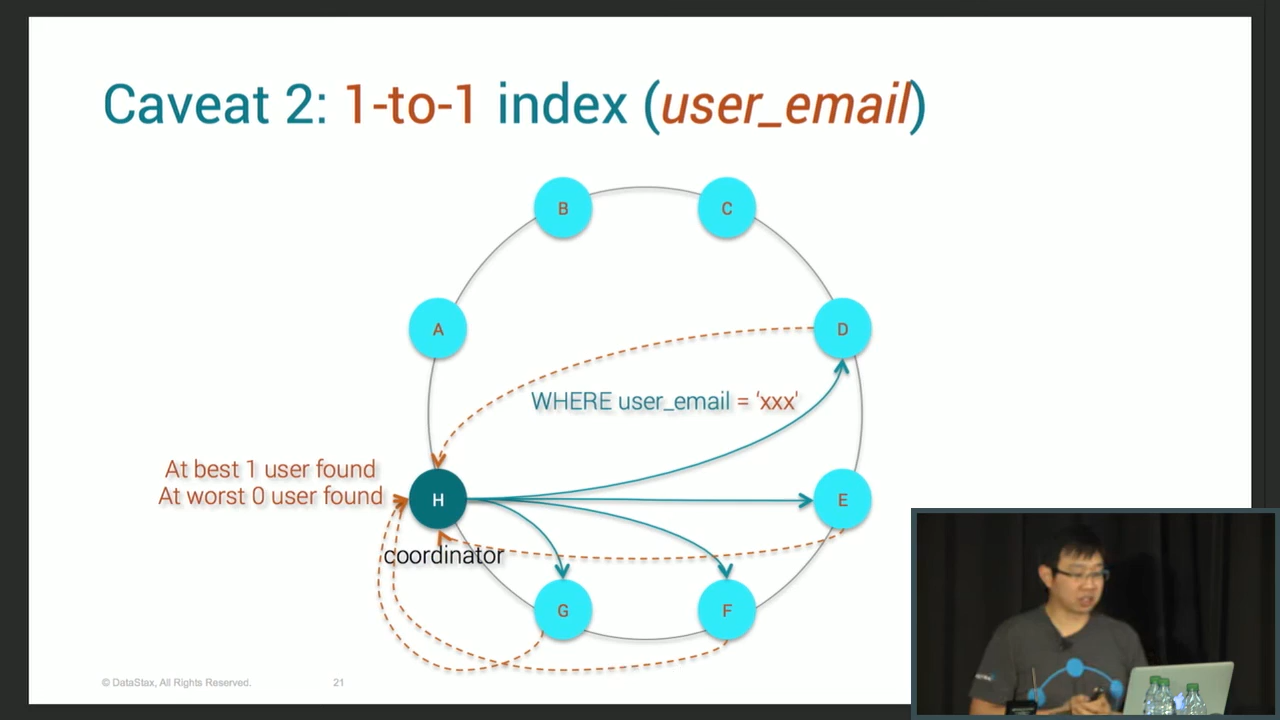 Caveat 2: 1-to-1 index (user_email)
B
C
A
D
WHERE user_email = 'xxx'
At best 1 user found
At worst 0 user found
H
E
coordinator
G
F
© DataStax, All Rights Reserved.
21